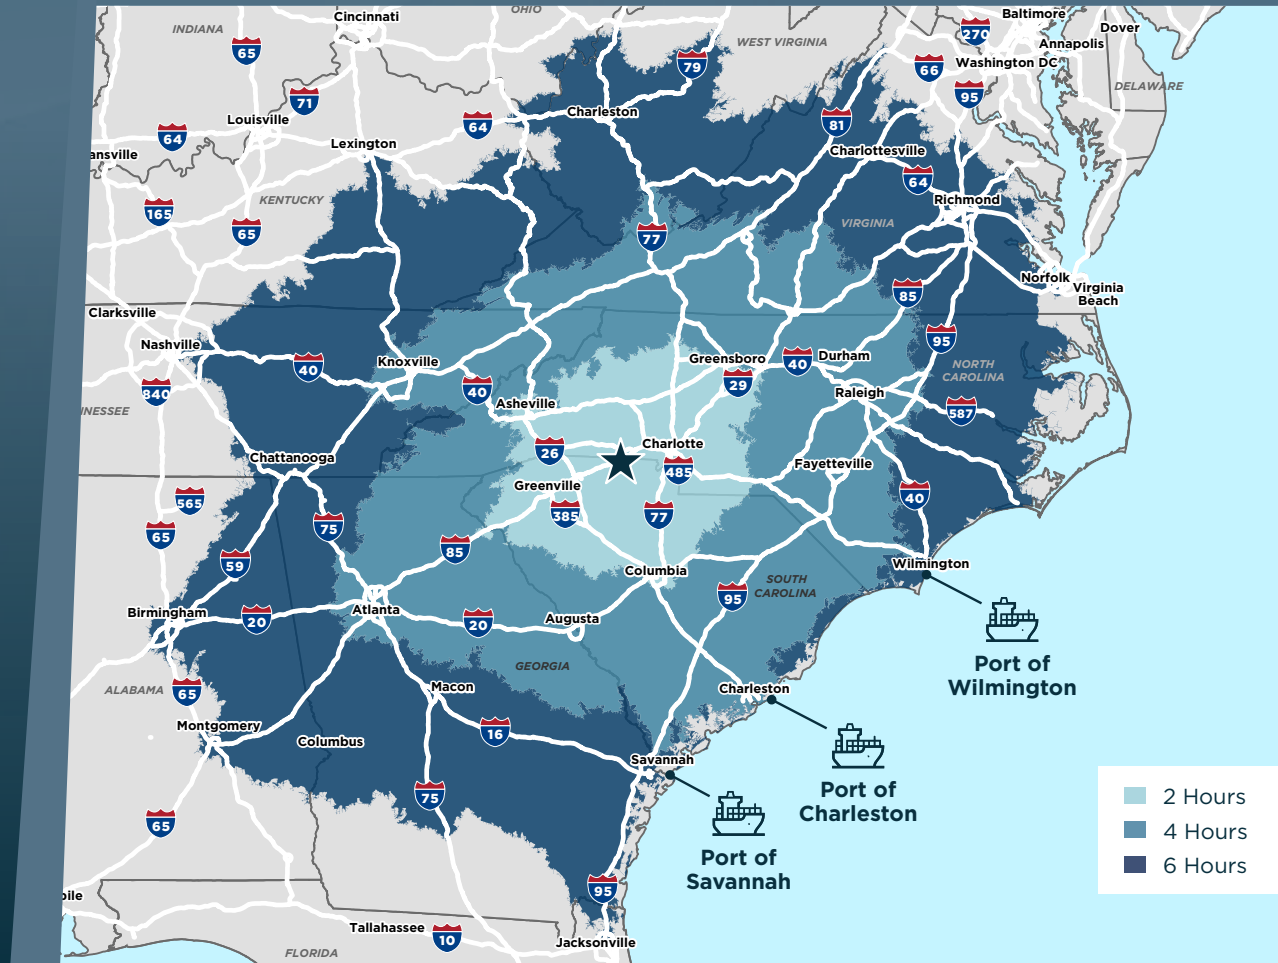 Cincinnati
OHIO
Baltimore
INDIANA
270
Dover
65
WEST VIRGINIA
Annapolis
79
66
Washington DC
71
95
DELAWARE
Louisville
64
Charleston
81
64
Lexington
Charlottesville
ansville
64
165
KENTUCKY
Richmond
65
77
VIRGINIA
Norfolk
Virginia
Beach
85
Clarksville
Nashville
95
Knoxville
Greensboro
40
Durham
40
NORTH
CAROLINA
29
840
40
Raleigh
NNESSEE
Asheville
587
26
Charlotte
Chattanooga
485
Fayetteville
Greenville
565
40
385
77
75
65
85
59
Columbia
Wilmington
SOUTH
CAROLINA
95
Birmingham
Atlanta
20
20
Augusta
GEORGIA
Port of
Wilmington
ALABAMA
65
Macon
Charleston
Montgomery
16
Columbus
Savannah
75
Port of
Charleston
2 Hours
4 Hours
6 Hours
65
Port of
Savannah
95
bile
Tallahassee
10
Jacksonville
FLORIDA